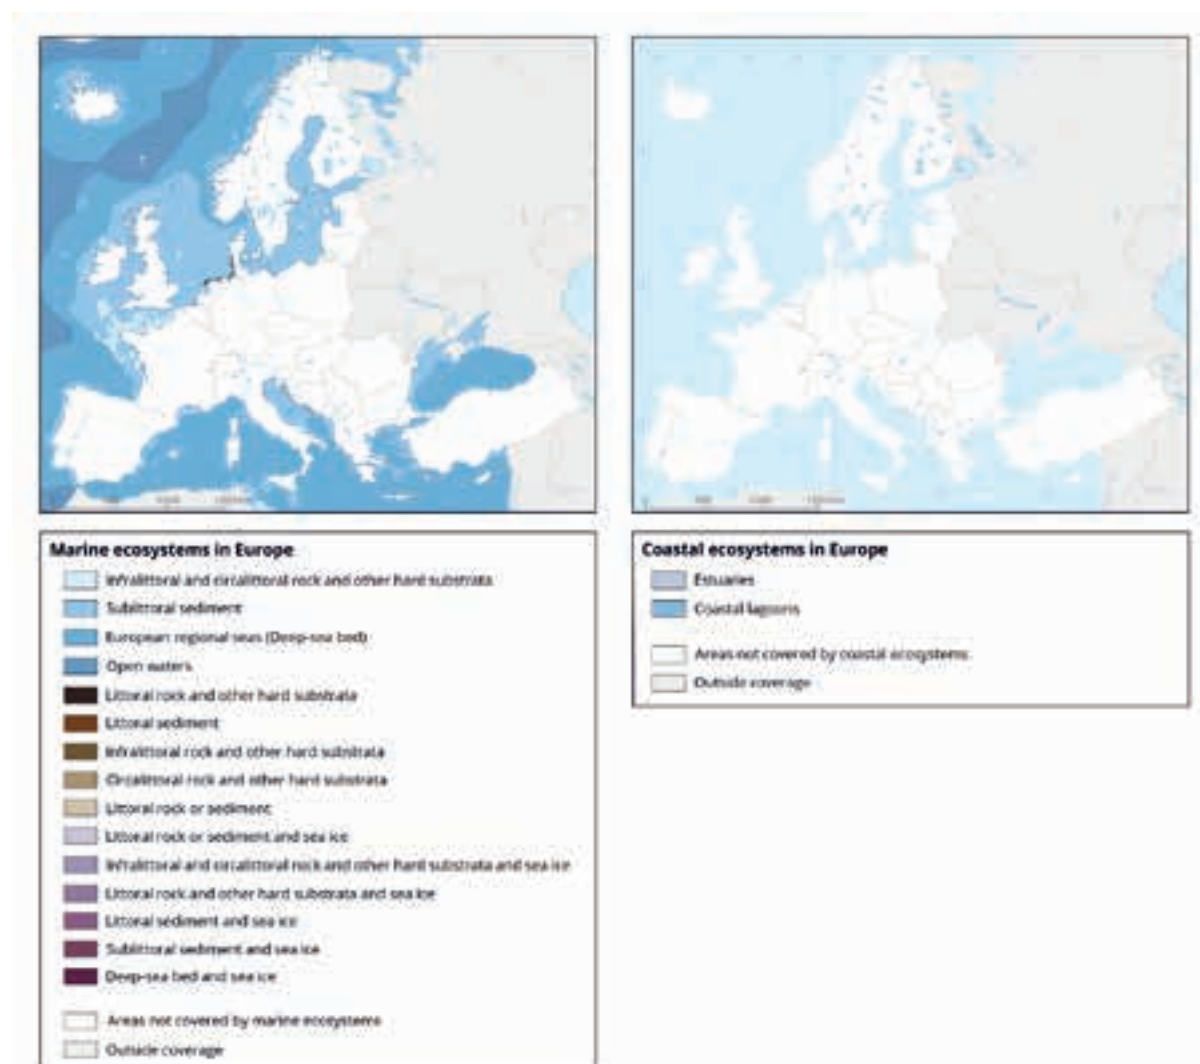 Marine ecosystems in Europe
Infralittoral and circalittoral rock and other hard substrata
Sublittoral sediment
European regional seas (Deep-sea bed)
Open waters
Littoral rock and other hard substrata
Littoral sediment
Infralittoral rock and other hard substrata
Circalittoral rock and other hard substrata
Littoral rock or sediment
Littoral rock or sediment and sea ice
Infralittoral and circalittoral rock and other hard substrata and sea ice
Littoral rock and other hard substrata and sea ice
Littoral sediment and sea ice
Sublittoral sediment and sea ice
Deep-sea bed and sea ice
Areas not covered by marine ecosystems
Outside coverage
Coastal ecosystems in Europe
Estuaries
Coastal lagoons
Areas not covered by coastal ecosystems
Outside coverage